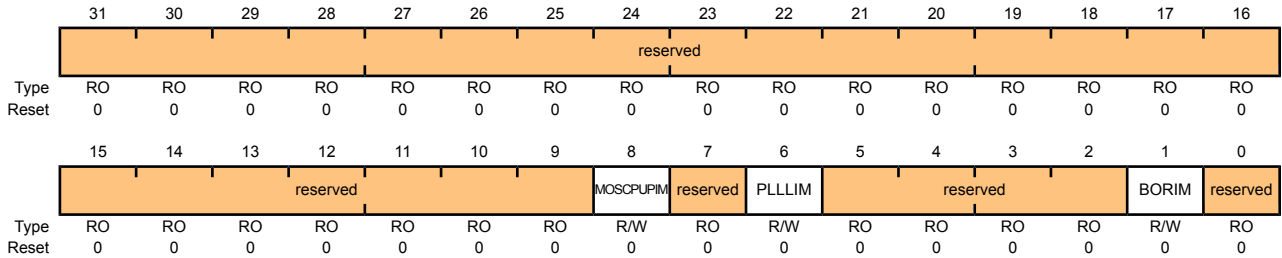 31 30 29 28 27 26 25 24 23 22 21 20 19 18 17 16
reserved
Type RO RO RO RO RO RO RO RO RO RO RO RO RO RO RO RO
Reset 0 0 0 0 0 0 0 0 0 0 0 0 0 0 0 0
15 14 13 12 11 10 9 8 7 6 5 4 3 2 1 0
reserved MOSCPUPIM reserved PLLLIM reserved BORIM reserved
Type RO RO RO RO RO RO RO R/W RO R/W RO RO RO RO R/W RO
Reset 0 0 0 0 0 0 0 0 0 0 0 0 0 0 0 0